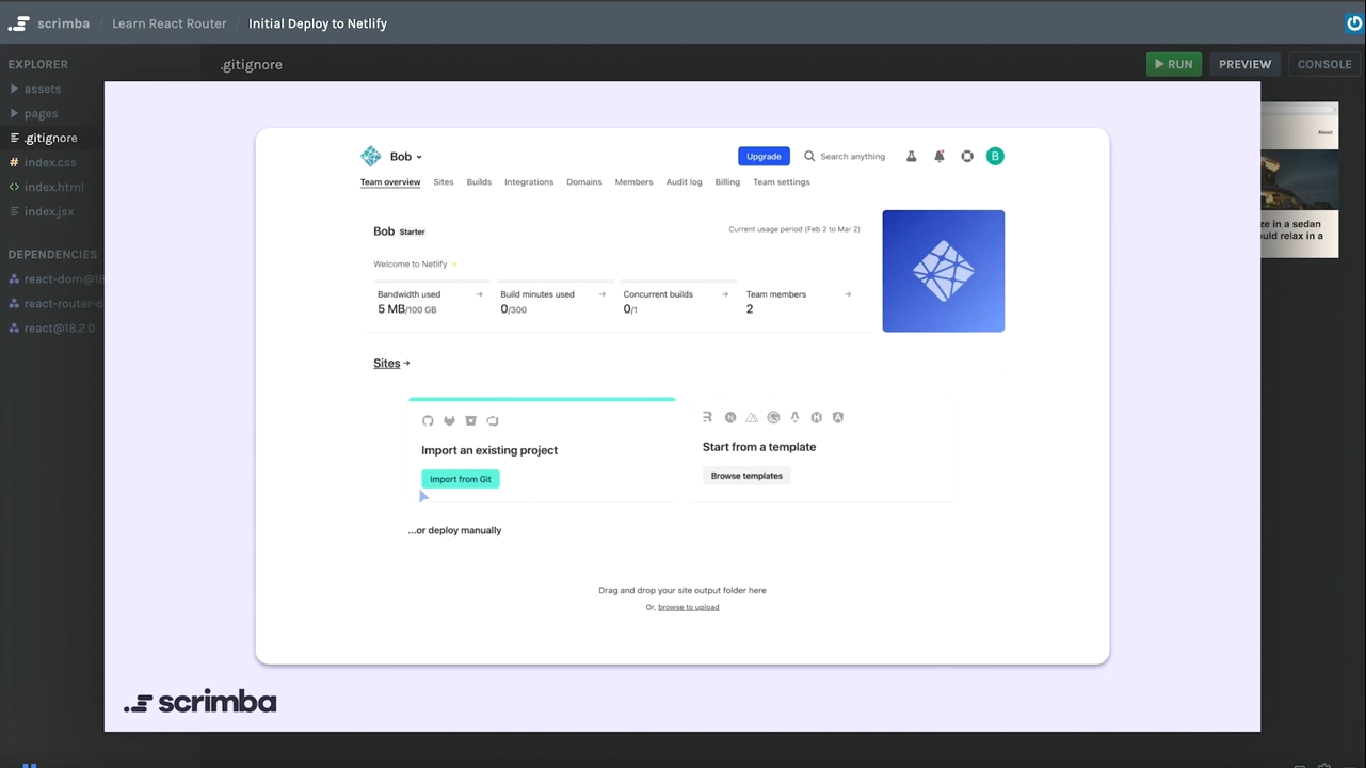 scrimba / Learn React Router / Initial Deploy to Netlify
EXPLORER
.gitignore
RUN
PREVIEW
CONSOLE
assets
pages
.gitignore
index.css
index.html
index.jsx
DEPENDENCIES
react-dom@18
react-router-d
react@18.2.0
Bob
Upgrade
Search anything
B
Team overview Sites Builds Integrations Domains Members Audit log Billing Team settings
Bob Starter
Current usage period (Feb 2 to Mar 2)
Welcome to Netlify
Bandwidth used → Build minutes used → Concurrent builds → Team members →
5 MB/100 GB 0/300 0/1 2
Sites →
Import an existing project
Import from Git
Start from a template
Browse templates
...or deploy manually
Drag and drop your site output folder here
Or, browse to upload
About
ze in a sedan
uld relax in a
scrimba